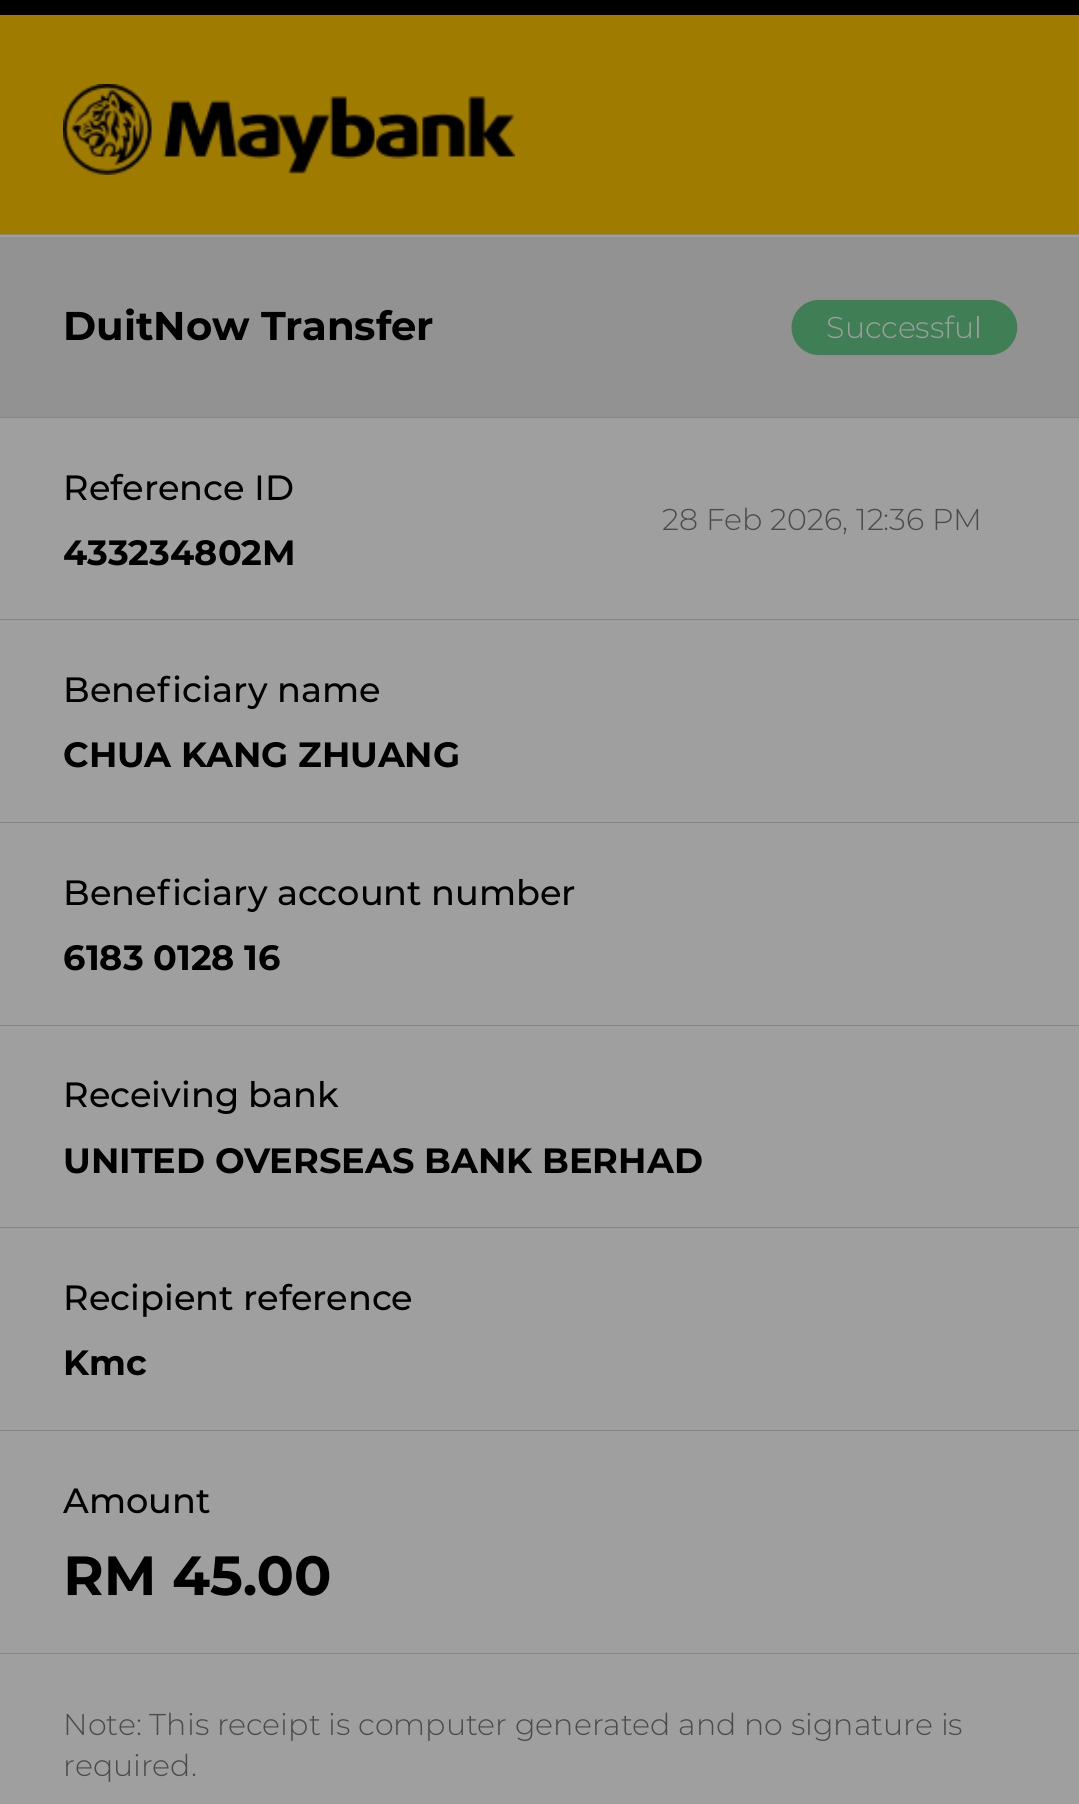 Maybank
DuitNow Transfer
Successful
Reference ID
28 Feb 2026, 12:36 PM
433234802M
Beneficiary name
CHUA KANG ZHUANG
Beneficiary account number
6183 0128 16
Receiving bank
UNITED OVERSEAS BANK BERHAD
Recipient reference
Kmc
Amount
RM 45.00
Note: This receipt is computer generated and no signature is
required.